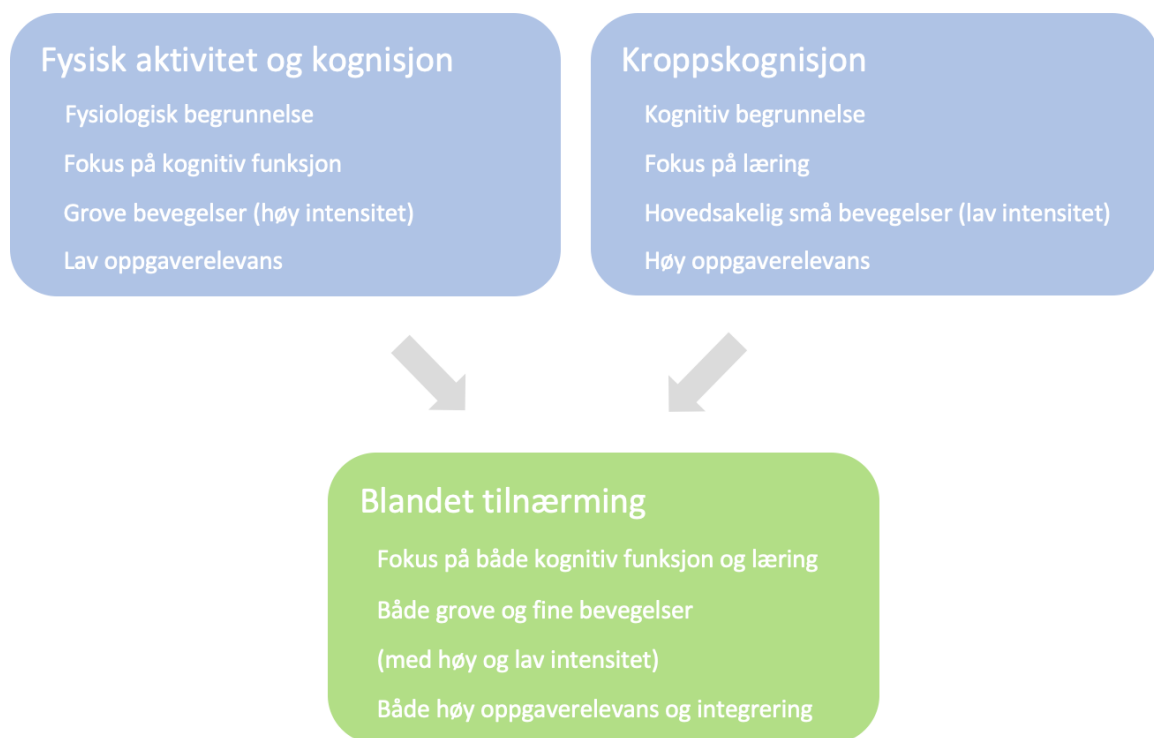 Fysisk aktivitet og kognisjon
Fysiologisk begrunnelse
Fokus på kognitiv funksjon
Grove bevegelser (høy intensitet)
Lav oppgaverelevans
Kroppskognisjon
Kognitiv begrunnelse
Fokus på læring
Hovedsakelig små bevegelser (lav intensitet)
Høy oppgaverelevans
Blandet tilnærming
Fokus på både kognitiv funksjon og læring
Både grove og fine bevegelser
(med høy og lav intensitet)
Både høy oppgaverelevans og integrering